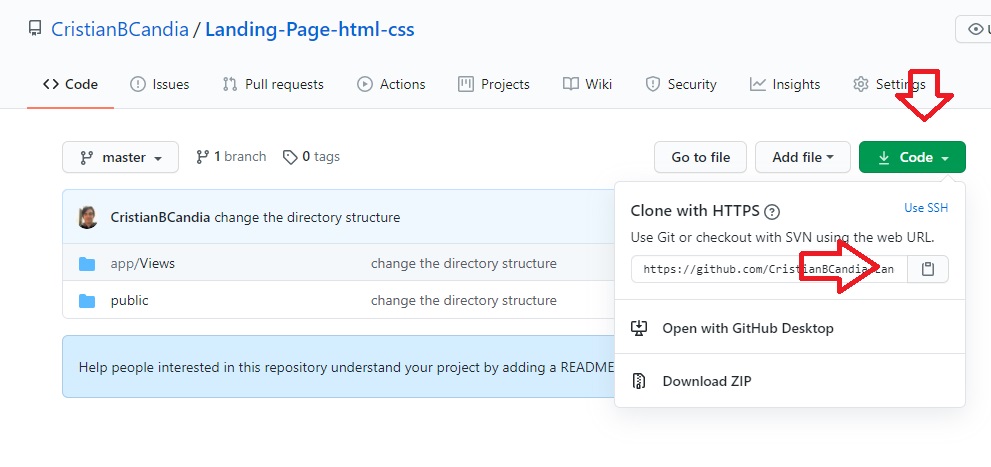 CristianBCandia / Landing-Page-html-css
Code Issues Pull requests Actions Projects Wiki Security Insights Settings
master 1 branch 0 tags Go to file Add file Code
CristianBCandia change the directory structure
app/Views change the directory structure
public change the directory structure
Help people interested in this repository understand your project by adding a README
Clone with HTTPS Use SSH
Use Git or checkout with SVN using the web URL.
https://github.com/CristianBCandia
Open with GitHub Desktop
Download ZIP